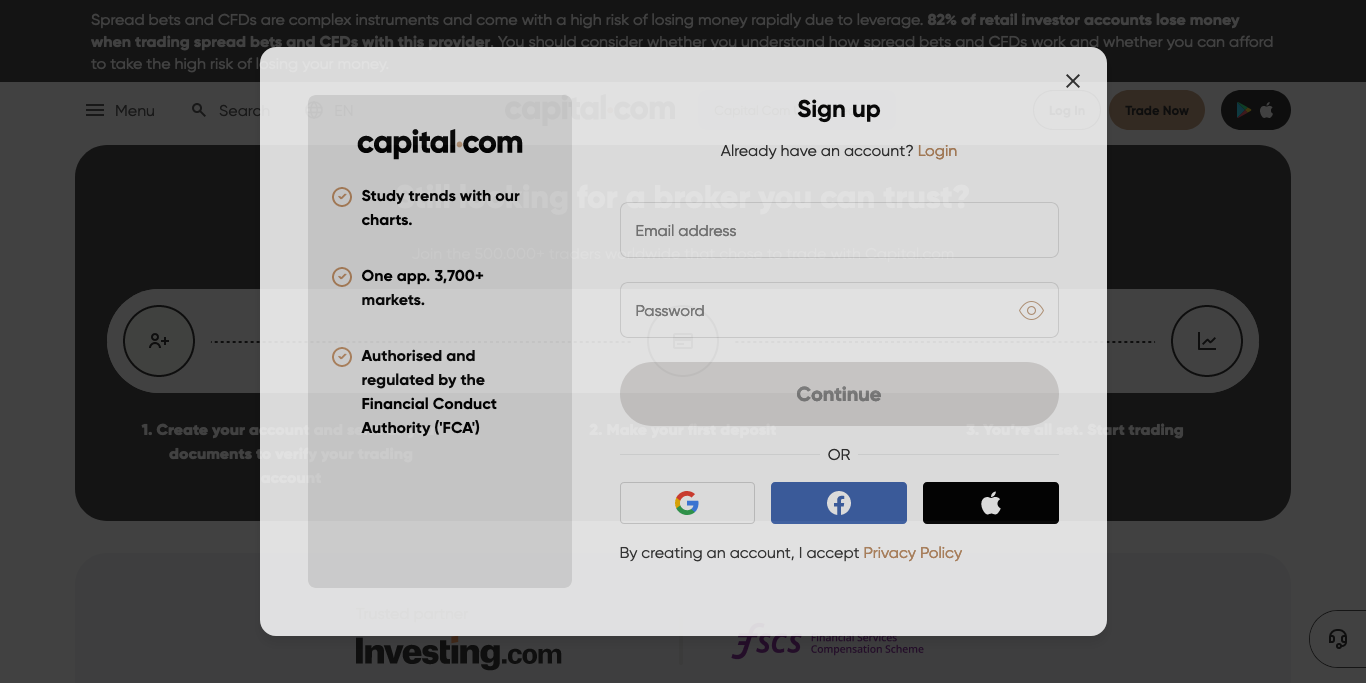 Spread bets and CFDs are complex instruments and come with a high risk of losing money rapidly due to leverage. 82% of retail investor accounts lose money
when trading spread bets and CFDs with this provider. You should consider whether you understand how spread bets and CFDs work and whether you can afford
to take the high risk of losing your money.
Menu
Search
EN
capital.com
Log In
Trade Now
Sign up
capital.com
Already have an account? Login
Study trends with our
charts.
Still looking for a broker you can trust?
Email address
One app. 3,700+
markets.
Password
Authorised and
regulated by the
Financial Conduct
Authority ('FCA')
Continue
1. Create your account and
documents to verify your trading
account
2. Make your first deposit
3. You're all set. Start trading
OR
By creating an account, I accept Privacy Policy
Investing.com
fscs
Financial Services
Compensation Scheme